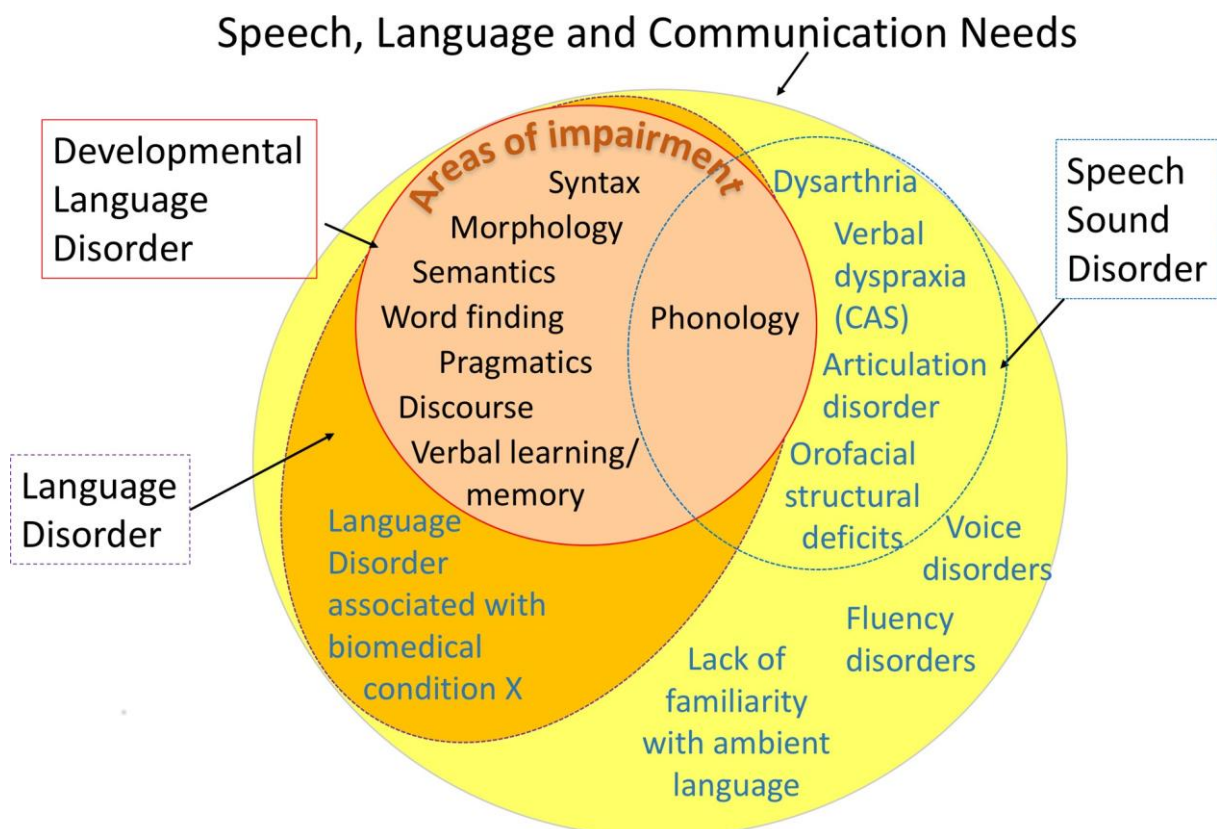 Speech, Language and Communication Needs
Developmental
Language
Disorder
Areas of impairment
Syntax
Morphology
Semantics
Word finding
Pragmatics
Discourse
Verbal learning/
memory
Phonology
Dysarthria
Verbal
dyspraxia
(CAS)
Articulation
disorder
Orofacial
structural
deficits
Speech
Sound
Disorder
Language
Disorder
Language
Disorder
associated with
biomedical
condition X
Voice
disorders
Fluency
disorders
Lack of
familiarity
with ambient
language